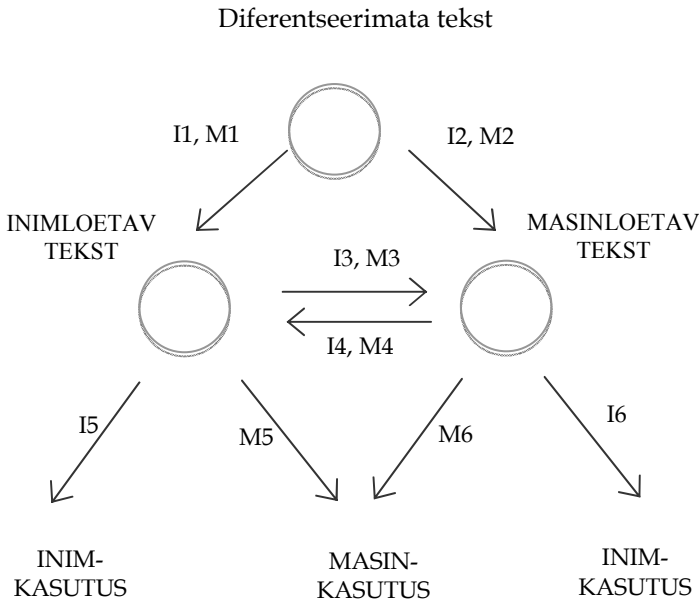 Diferentseerimata tekst
I1, M1
I2, M2
INIMLOETAV
TEKST
MASINLOETAV
TEKST
I3, M3
I4, M4
I5
M5
M6
I6
INIM-
KASUTUS
MASIN-
KASUTUS
INIM-
KASUTUS